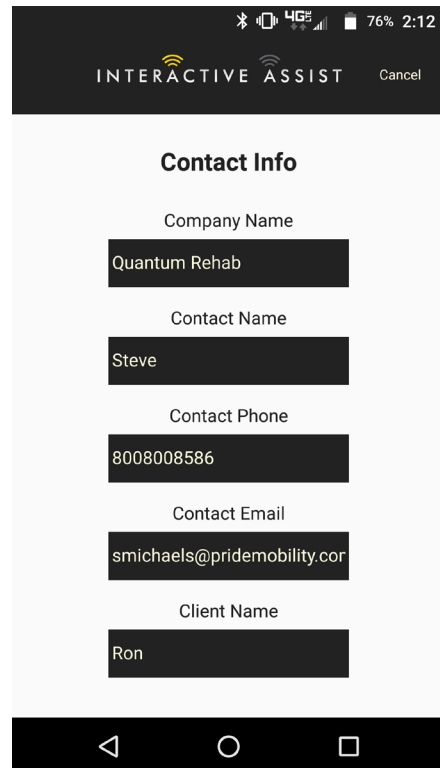 4G 76% 2:12
INTERACTIVE ASSIST Cancel
Contact Info
Company Name
Quantum Rehab
Contact Name
Steve
Contact Phone
8008008586
Contact Email
smichaels@pridemobility.cor
Client Name
Ron